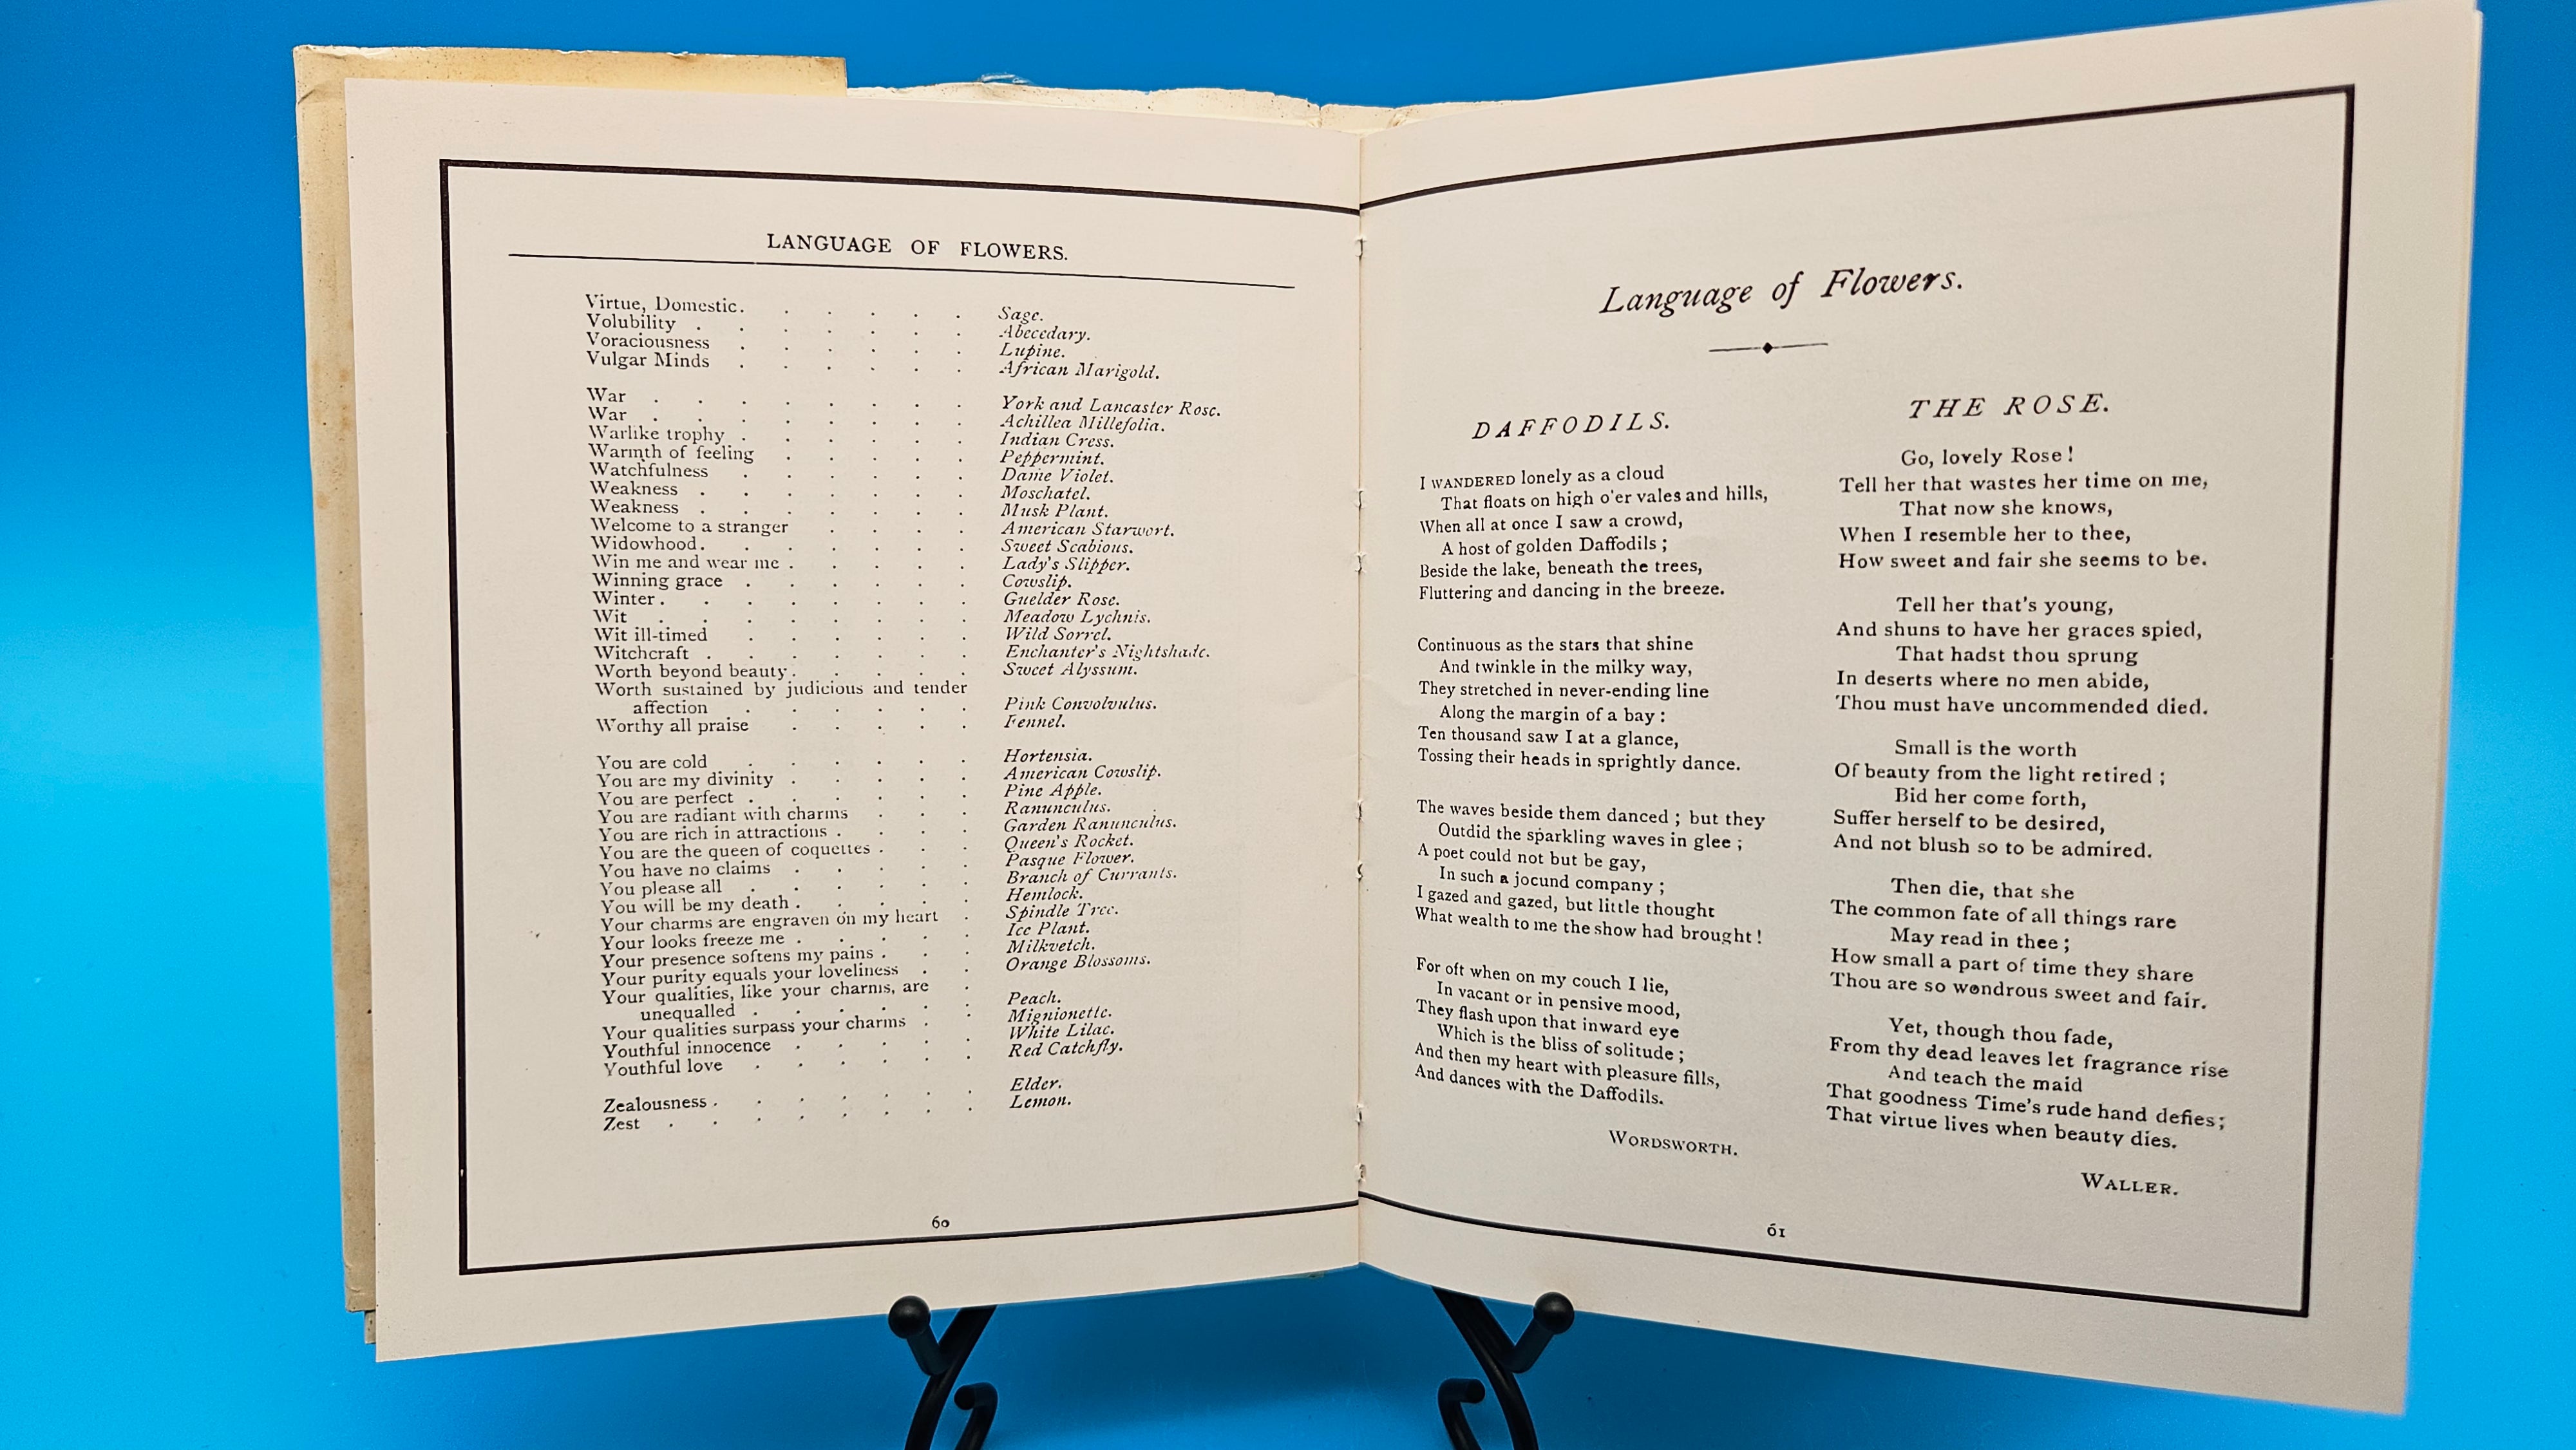 LANGUAGE OF FLOWERS.
Virtue, Domestic . . . . . . Sage.
Volubility . . . . . . . Abecedary.
Voraciousness . . . . . . Lupine.
Vulgar Minds . . . . . . African Marigold.
War . . . . . . . . York and Lancaster Rose.
War . . . . . . . . Achillea Millefolia.
Warlike trophy . . . . . . Indian Cress.
Warmth of feeling . . . . . Peppermint.
Watchfulness . . . . . . Dame Violet.
Weakness . . . . . . . Moschatel.
Weakness . . . . . . . Musk Plant.
Welcome to a stranger . . . . American Starwort.
Widowhood . . . . . . . Sweet Scabious.
Win me and wear me . . . . . Lady's Slipper.
Winning grace . . . . . . Cowslip.
Winter . . . . . . . . Guelder Rose.
Wit . . . . . . . . Meadow Lychnis.
Wit ill-timed . . . . . . Wild Sorrel.
Witchcraft . . . . . . . Enchanter's Nightshade.
Worth beyond beauty . . . . . Sweet Alyssum.
Worth sustained by judicious and tender
affection . . . . . . Pink Convolvulus.
Worthy all praise . . . . . Fennel.
You are cold . . . . . . Hortensia.
You are my divinity . . . . . American Cowslip.
You are perfect . . . . . . Pine Apple.
You are radiant with charms . . . Ranunculus.
You are rich in attractions . . . . Garden Ranunculus.
You are the queen of coquettes . . . Queen's Rocket.
You have no claims . . . . . Pasque Flower.
You please all . . . . . . Branch of Currants.
You will be my death . . . . . Hemlock.
Your charms are engraven on my heart . Spindle Tree.
Your looks freeze me . . . . . Ice Plant.
Your presence softens my pains . . . Milkvetch.
Your purity equals your loveliness . . Orange Blossoms.
Your qualities, like your charms, are .
unequalled . . . . . . Peach.
Your qualities surpass your charms . . Mignionette.
Youthful innocence . . . . . White Lilac.
Youthful love . . . . . . Red Catchfly.
Zealousness . . . . . . . Elder.
Zest . . . . . . . . Lemon.
60
Language of Flowers.
DAFFODILS.
I WANDERED lonely as a cloud
That floats on high o'er vales and hills,
When all at once I saw a crowd,
A host of golden Daffodils ;
Beside the lake, beneath the trees,
Fluttering and dancing in the breeze.
Continuous as the stars that shine
And twinkle in the milky way,
They stretched in never-ending line
Along the margin of a bay :
Ten thousand saw I at a glance,
Tossing their heads in sprightly dance.
The waves beside them danced ; but they
Outdid the sparkling waves in glee ;
A poet could not but be gay,
In such a jocund company ;
I gazed and gazed, but little thought
What wealth to me the show had brought !
For oft when on my couch I lie,
In vacant or in pensive mood,
They flash upon that inward eye
Which is the bliss of solitude ;
And then my heart with pleasure fills,
And dances with the Daffodils.
WORDSWORTH.
THE ROSE.
Go, lovely Rose !
Tell her that wastes her time on me,
That now she knows,
When I resemble her to thee,
How sweet and fair she seems to be.
Tell her that's young,
And shuns to have her graces spied,
That hadst thou sprung
In deserts where no men abide,
Thou must have uncommended died.
Small is the worth
Of beauty from the light retired ;
Bid her come forth,
Suffer herself to be desired,
And not blush so to be admired.
Then die, that she
The common fate of all things rare
May read in thee ;
How small a part of time they share
Thou are so wondrous sweet and fair.
Yet, though thou fade,
From thy dead leaves let fragrance rise
And teach the maid
That goodness Time's rude hand defies ;
That virtue lives when beauty dies.
WALLER.
61